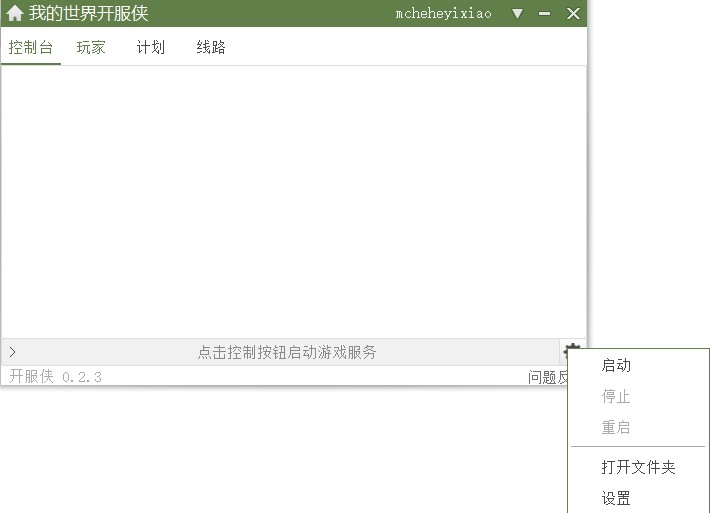 我的世界开服侠 mcheheyixiao
控制台 玩家 计划 线路
点击控制按钮启动游戏服务
开服侠 0.2.3 问题反
启动
停止
重启
打开文件夹
设置